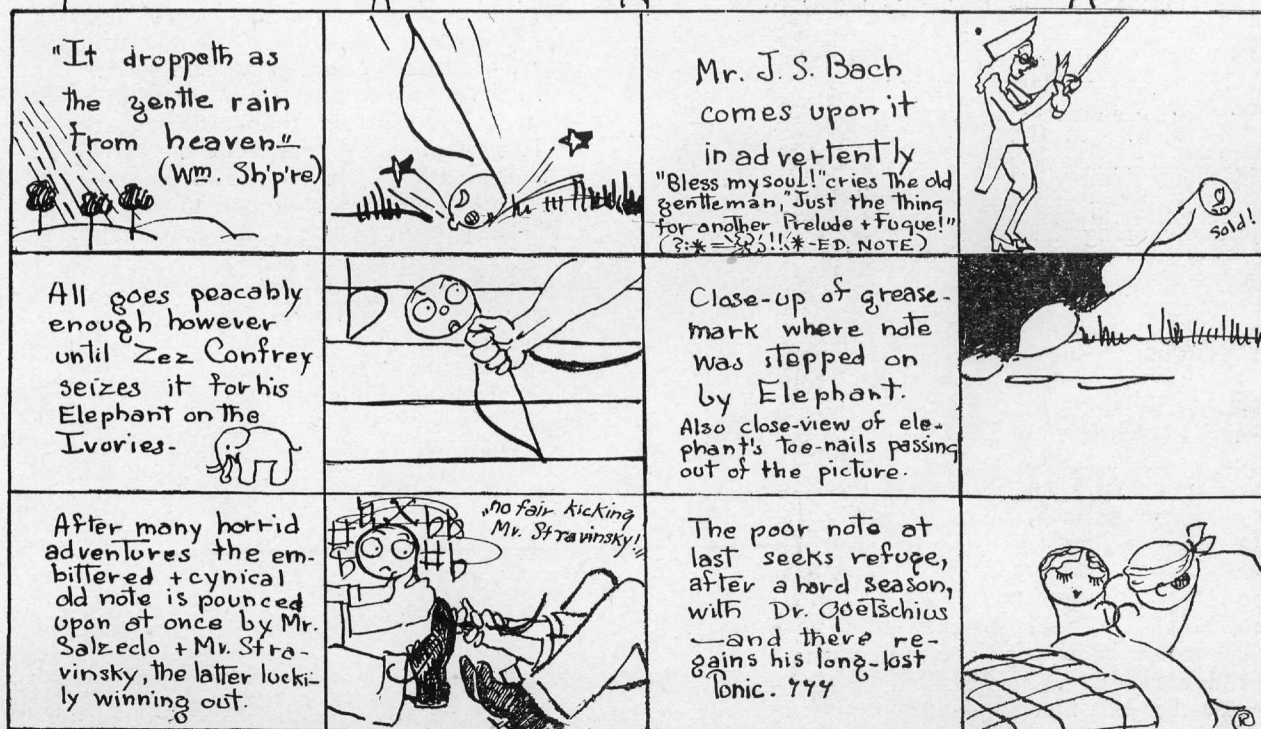 "It droppeth as
the gentle rain
from heaven"
(Wm. Sh'p're)
Mr. J. S. Bach
comes upon it
inadvertently
"Bless my soul!" cries the old
gentleman, "Just the thing
for another Prelude + Fugue!"
(?:*=!!*-ED. NOTE)
Sold!
All goes peacably
enough however
until Zez Confrey
seizes it for his
Elephant on the
Ivories-
Close-up of grease-
mark where note
was stepped on
by Elephant.
Also close-view of ele-
phant's toe-nails passing
out of the picture.
After many horrid
adventures the em-
bittered + cynical
old note is pounced
upon at once by Mr.
Salzedo + Mr. Stra-
vinsky, the latter lucki-
ly winning out.
"no fair kicking
Mr. Stravinsky!"
The poor note at
last seeks refuge,
after a hard season,
with Dr. Goetschius
—and there re-
gains his long-lost
Tonic.
R